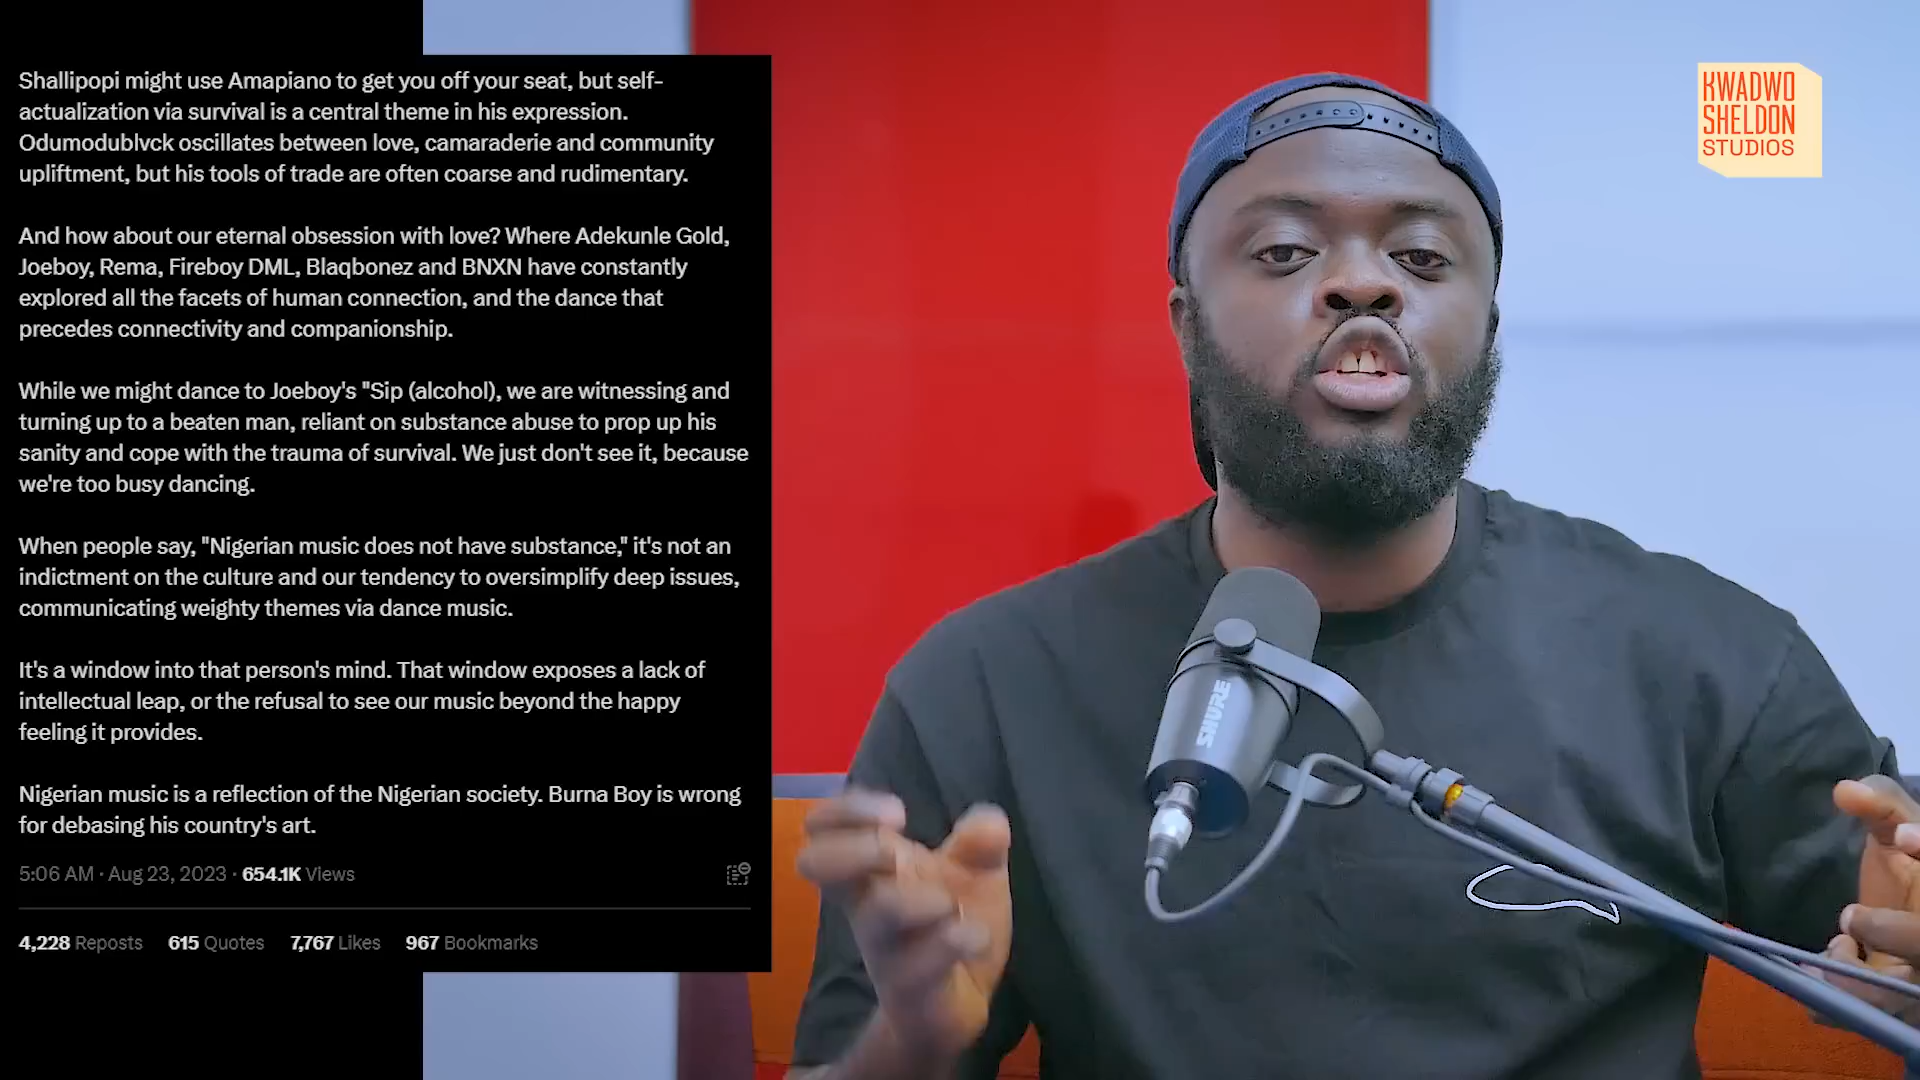 Shallipopi might use Amapiano to get you off your seat, but self-
actualization via survival is a central theme in his expression.
Odumodublvck oscillates between love, camaraderie and community
upliftment, but his tools of trade are often coarse and rudimentary.
And how about our eternal obsession with love? Where Adekunle Gold,
Joeboy, Rema, Fireboy DML, Blaqbonez and BNXN have constantly
explored all the facets of human connection, and the dance that
precedes connectivity and companionship.
While we might dance to Joeboy's "Sip (alcohol), we are witnessing and
turning up to a beaten man, reliant on substance abuse to prop up his
sanity and cope with the trauma of survival. We just don't see it, because
we're too busy dancing.
When people say, "Nigerian music does not have substance," it's not an
indictment on the culture and our tendency to oversimplify deep issues,
communicating weighty themes via dance music.
It's a window into that person's mind. That window exposes a lack of
intellectual leap, or the refusal to see our music beyond the happy
feeling it provides.
Nigerian music is a reflection of the Nigerian society. Burna Boy is wrong
for debasing his country's art.
5:06 AM · Aug 23, 2023 · 654.1K Views
4,228 Reposts 615 Quotes 7,767 Likes 967 Bookmarks
KWADWO
SHELDON
STUDIOS
SHURE